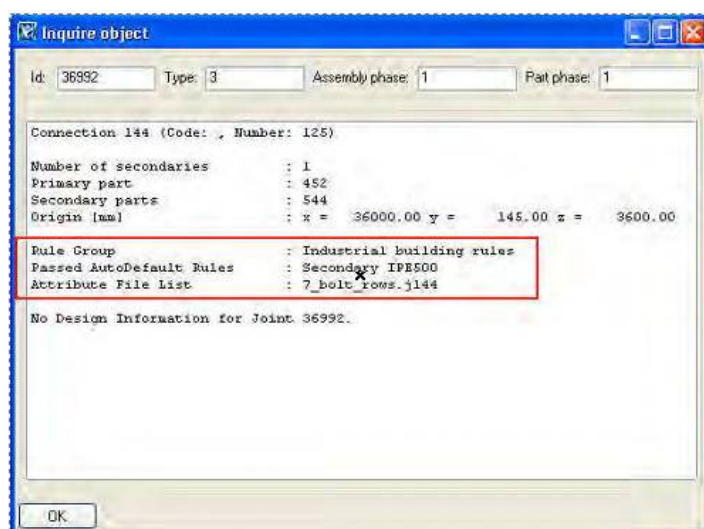 Inquire object
Id: 36992 Type: 3 Assembly phase: 1 Part phase: 1
Connection 144 (Code: , Number: 125)
Number of secondaries : 1
Primary part : 452
Secondary parts : 544
Origin [mm] : x = 36000.00 y = 145.00 z = 3600.00
Rule Group : Industrial building rules
Passed AutoDefault Rules : Secondary IPE500
Attribute File List : 7_bolt_rows.j144
No Design Information for Joint 36992.
OK